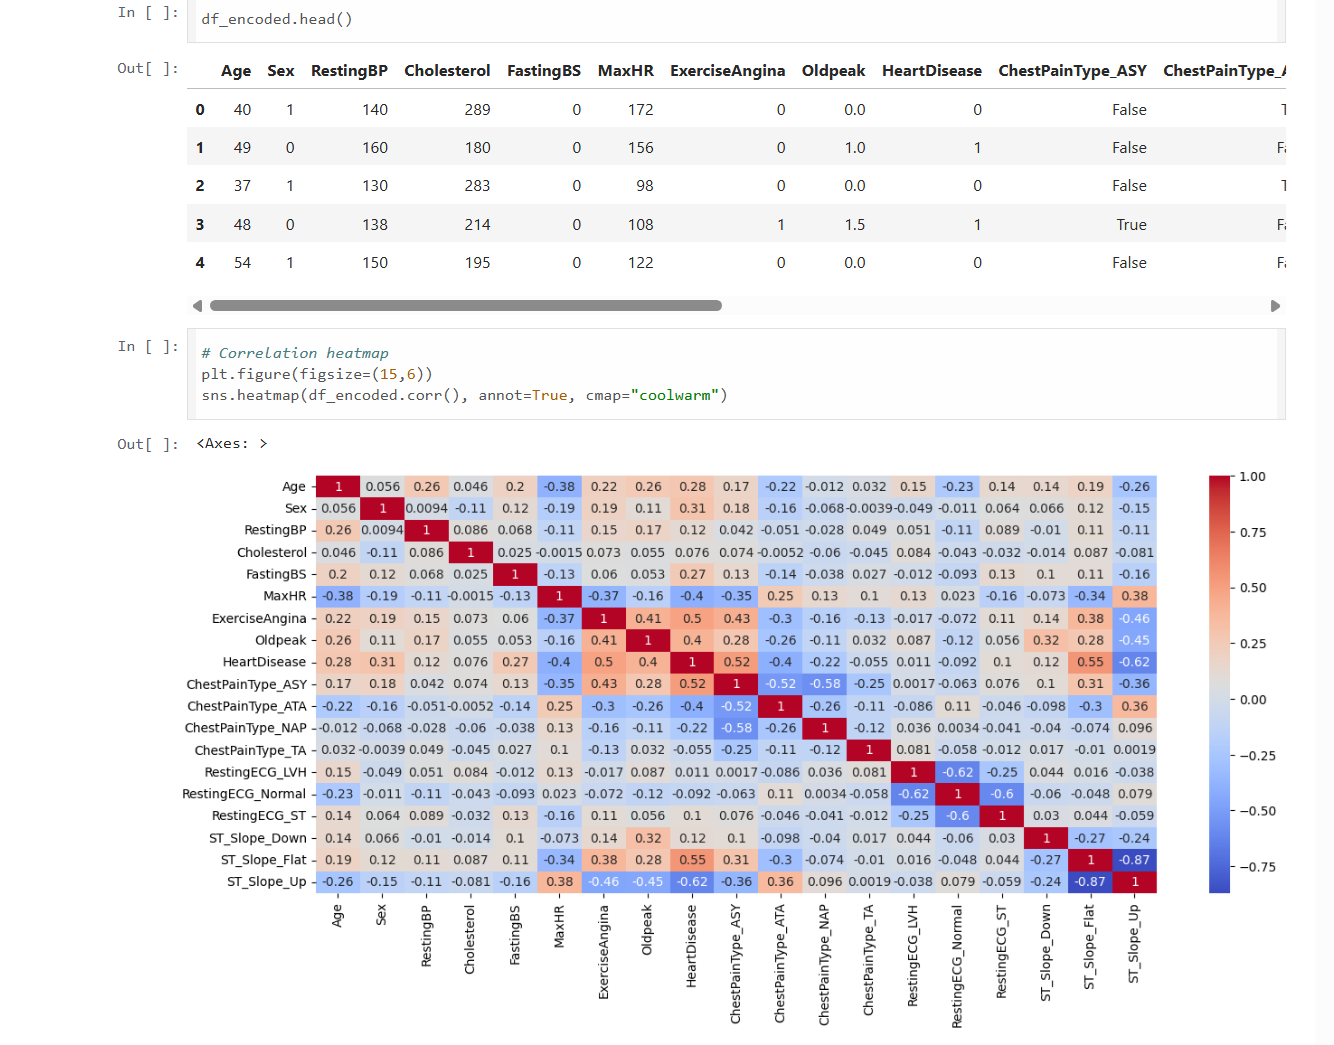 In [ ]:
df_encoded.head()
Out[ ]:
Age Sex RestingBP Cholesterol FastingBS MaxHR ExerciseAngina Oldpeak HeartDisease ChestPainType_ASY ChestPainType_A
0 40 1 140 289 0 172 0 0.0 0 False T
1 49 0 160 180 0 156 0 1.0 1 False Fa
2 37 1 130 283 0 98 0 0.0 0 False T
3 48 0 138 214 0 108 1 1.5 1 True Fa
4 54 1 150 195 0 122 0 0.0 0 False Fa
In [ ]:
# Correlation heatmap
plt.figure(figsize=(15,6))
sns.heatmap(df_encoded.corr(), annot=True, cmap="coolwarm")
Out[ ]: <Axes: >
Age 1 0.056 0.26 0.046 0.2 -0.38 0.22 0.26 0.28 0.17 -0.22 -0.012 0.032 0.15 -0.23 0.14 0.14 0.19 -0.26
Sex 0.056 1 0.0094 -0.11 0.12 -0.19 0.19 0.11 0.31 0.18 -0.16 -0.068 -0.0039 -0.049 -0.011 0.064 0.066 0.12 -0.15
RestingBP 0.26 0.0094 1 0.086 0.068 -0.11 0.15 0.17 0.12 0.042 -0.051 -0.028 0.049 0.051 -0.11 0.089 -0.01 0.11 -0.11
Cholesterol 0.046 -0.11 0.086 1 0.025 -0.0015 0.073 0.055 0.076 0.074 -0.0052 -0.06 -0.045 0.084 -0.043 -0.032 -0.014 0.087 -0.081
FastingBS 0.2 0.12 0.068 0.025 1 -0.13 0.06 0.053 0.27 0.13 -0.14 -0.038 0.027 -0.012 -0.093 0.13 0.1 0.11 -0.16
MaxHR -0.38 -0.19 -0.11 -0.0015 -0.13 1 -0.37 -0.16 -0.4 -0.35 0.25 0.13 0.1 0.13 0.023 -0.16 -0.073 -0.34 0.38
ExerciseAngina 0.22 0.19 0.15 0.073 0.06 -0.37 1 0.41 0.5 0.43 -0.3 -0.16 -0.13 -0.017 -0.072 0.11 0.14 0.38 -0.46
Oldpeak 0.26 0.11 0.17 0.055 0.053 -0.16 0.41 1 0.4 0.28 -0.26 -0.11 0.032 0.087 -0.12 0.056 0.32 0.28 -0.45
HeartDisease 0.28 0.31 0.12 0.076 0.27 -0.4 0.5 0.4 1 0.52 -0.4 -0.22 -0.055 0.011 -0.092 0.1 0.12 0.55 -0.62
ChestPainType_ASY 0.17 0.18 0.042 0.074 0.13 -0.35 0.43 0.28 0.52 1 -0.52 -0.58 -0.25 0.0017 -0.063 0.076 0.1 0.31 -0.36
ChestPainType_ATA -0.22 -0.16 -0.051 -0.0052 -0.14 0.25 -0.3 -0.26 -0.4 -0.52 1 -0.26 -0.11 -0.086 0.11 -0.046 -0.098 -0.3 0.36
ChestPainType_NAP -0.012 -0.068 -0.028 -0.06 -0.038 0.13 -0.16 -0.11 -0.22 -0.58 -0.26 1 -0.12 0.036 0.0034 -0.041 -0.04 -0.074 0.096
ChestPainType_TA 0.032 -0.0039 0.049 -0.045 0.027 0.1 -0.13 0.032 -0.055 -0.25 -0.11 -0.12 1 0.081 -0.058 -0.012 0.017 -0.01 0.0019
RestingECG_LVH 0.15 -0.049 0.051 0.084 -0.012 0.13 -0.017 0.087 0.011 0.0017 -0.086 0.036 0.081 1 -0.62 -0.25 0.044 0.016 -0.038
RestingECG_Normal -0.23 -0.011 -0.11 -0.043 -0.093 0.023 -0.072 -0.12 -0.092 -0.063 0.11 0.0034 -0.058 -0.62 1 -0.6 -0.06 -0.048 0.079
RestingECG_ST 0.14 0.064 0.089 -0.032 0.13 -0.16 0.11 0.056 0.1 0.076 -0.046 -0.041 -0.012 -0.25 -0.6 1 0.03 0.044 -0.059
ST_Slope_Down 0.14 0.066 -0.01 -0.014 0.1 -0.073 0.14 0.32 0.12 0.1 -0.098 -0.04 0.017 0.044 -0.06 0.03 1 -0.27 -0.24
ST_Slope_Flat 0.19 0.12 0.11 0.087 0.11 -0.34 0.38 0.28 0.55 0.31 -0.3 -0.074 -0.01 0.016 -0.048 0.044 -0.27 1 -0.87
ST_Slope_Up -0.26 -0.15 -0.11 -0.081 -0.16 0.38 -0.46 -0.45 -0.62 -0.36 0.36 0.096 0.0019 -0.038 0.079 -0.059 -0.24 -0.87 1
Age
Sex
RestingBP
Cholesterol
FastingBS
MaxHR
ExerciseAngina
Oldpeak
HeartDisease
ChestPainType_ASY
ChestPainType_ATA
ChestPainType_NAP
ChestPainType_TA
RestingECG_LVH
RestingECG_Normal
RestingECG_ST
ST_Slope_Down
ST_Slope_Flat
ST_Slope_Up
1.00
0.75
0.50
0.25
0.00
-0.25
-0.50
-0.75